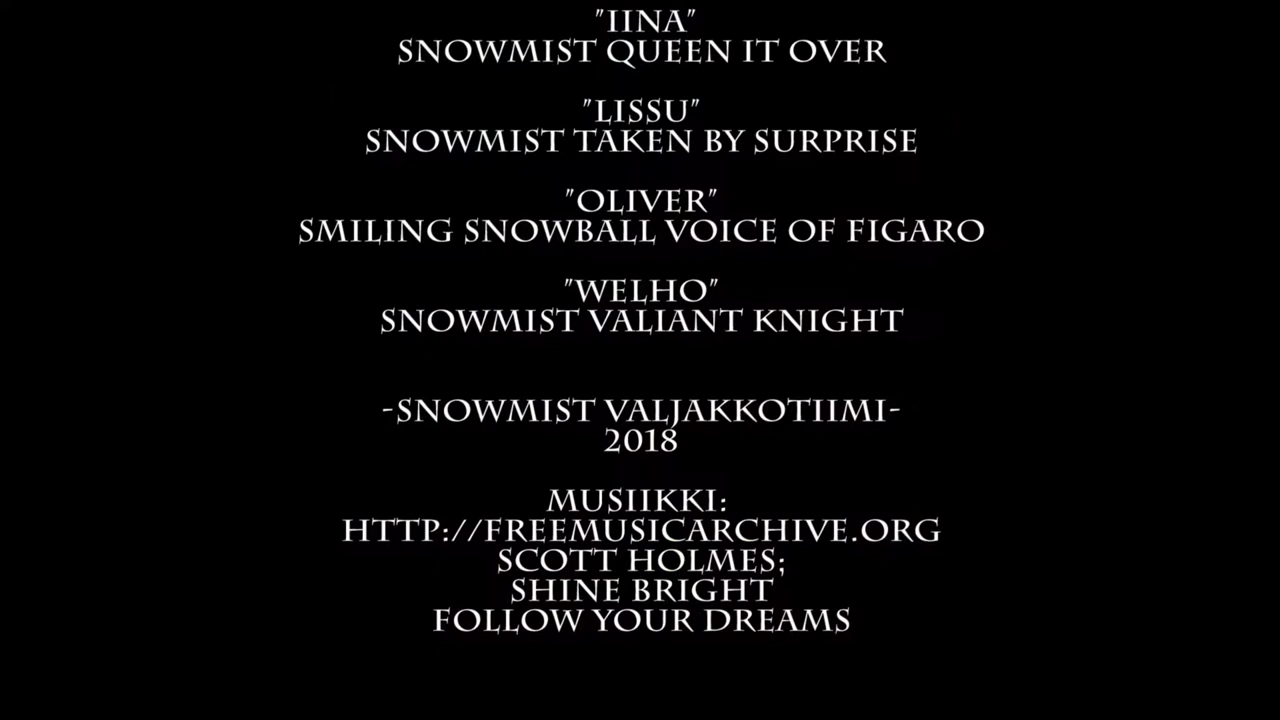 "IINA"
SNOWMIST QUEEN IT OVER
"LISSU"
SNOWMIST TAKEN BY SURPRISE
"OLIVER"
SMILING SNOWBALL VOICE OF FIGARO
"WELHO"
SNOWMIST VALIANT KNIGHT
-SNOWMIST VALJAKKOTIIMI-
2018
MUSIIKKI:
HTTP://FREEMUSICARCHIVE.ORG
SCOTT HOLMES;
SHINE BRIGHT
FOLLOW YOUR DREAMS